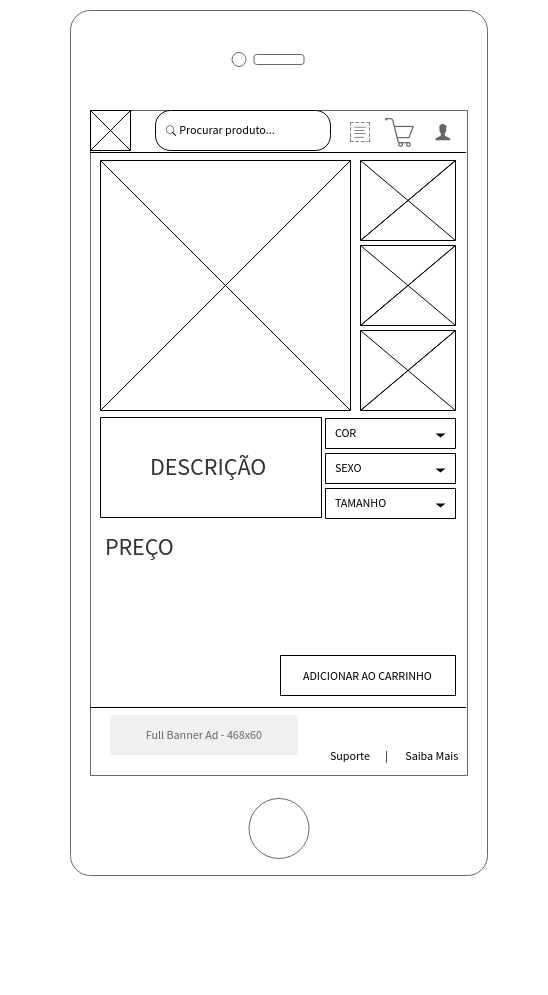 Procurar produto...
COR
SEXO
TAMANHO
DESCRIÇÃO
PREÇO
ADICIONAR AO CARRINHO
Full Banner Ad - 468x60
Suporte | Saiba Mais